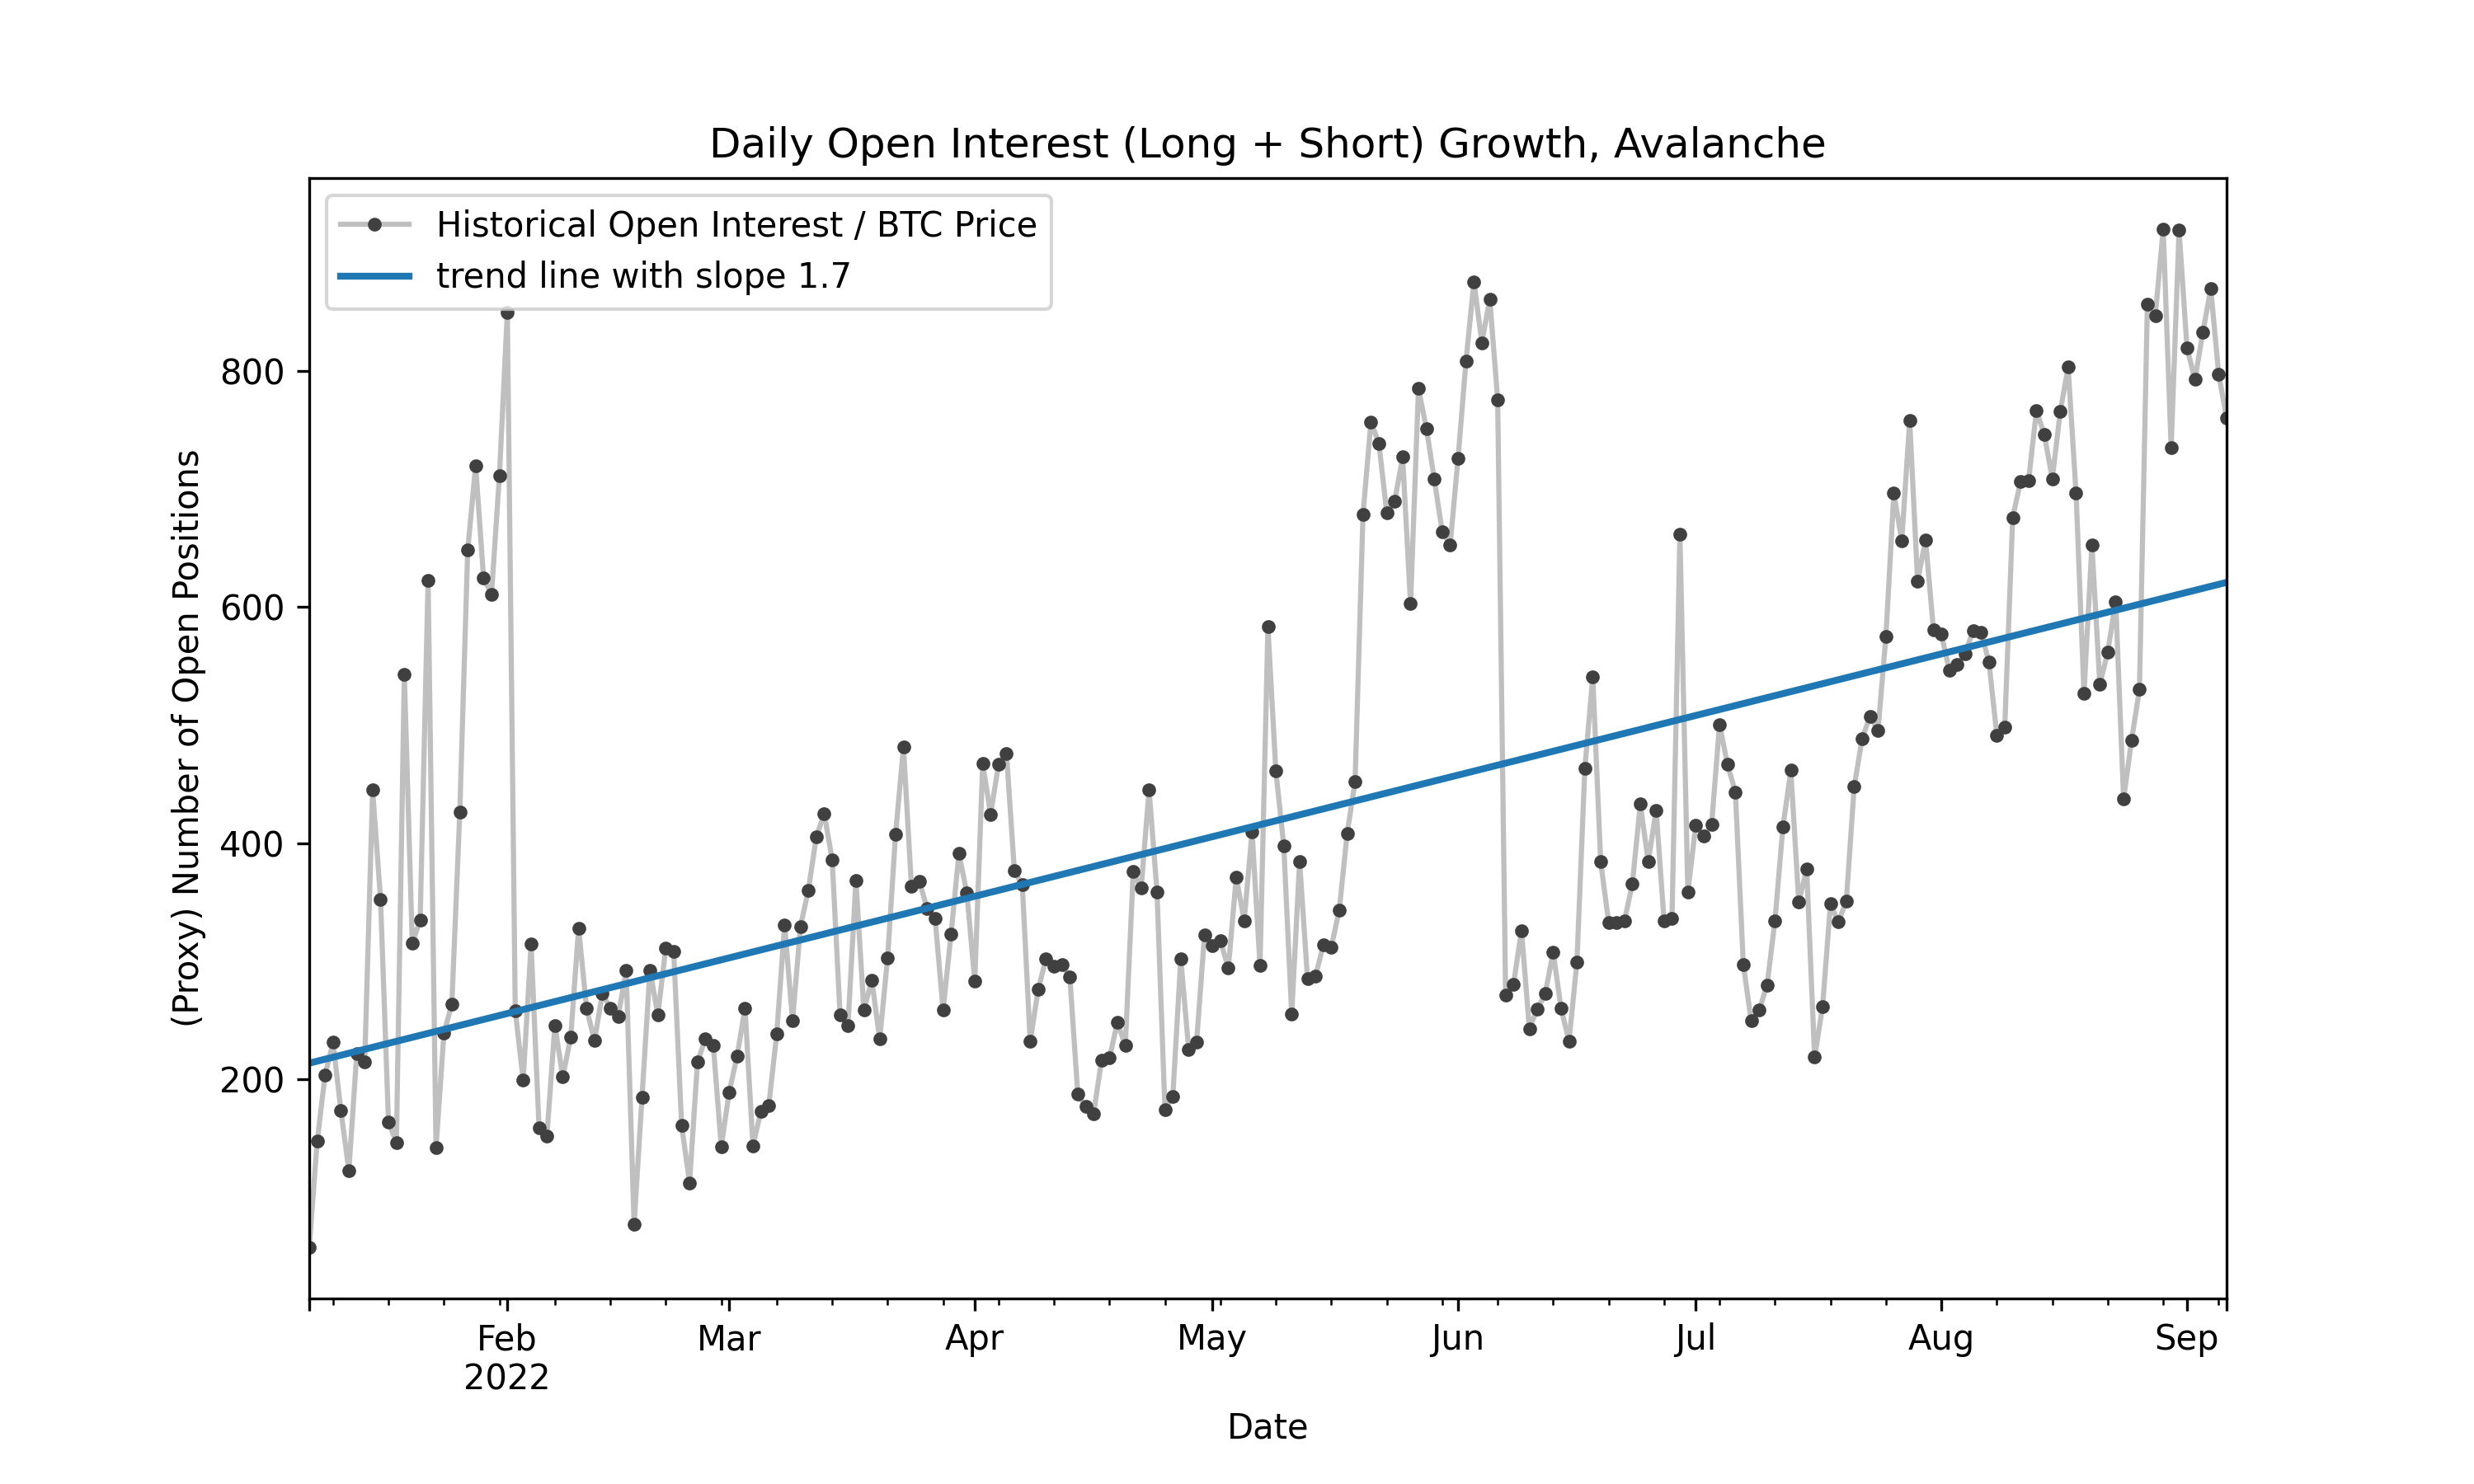 Daily Open Interest (Long + Short) Growth, Avalanche
Historical Open Interest / BTC Price
trend line with slope 1.7
(Proxy) Number of Open Positions
800
600
400
200
Feb Mar Apr May Jun Jul Aug Sep
2022
Date